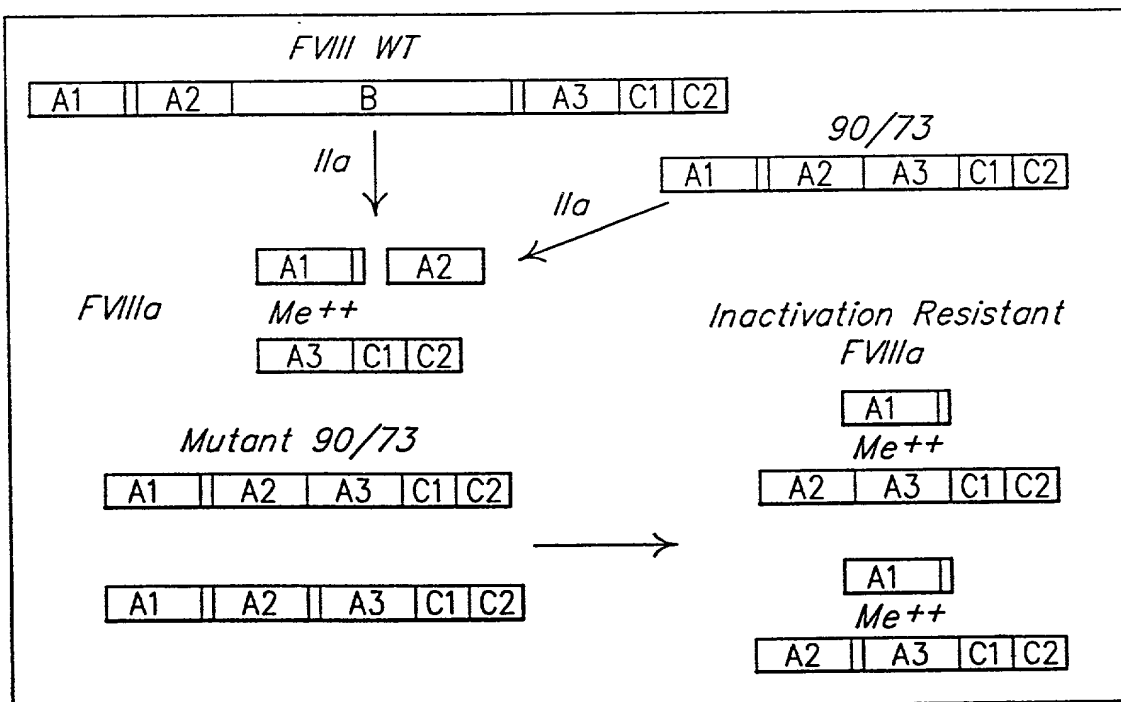 FVIII WT
A1 A2 B A3 C1 C2
90/73
A1 A2 A3 C1 C2
IIa
IIa
A1 A2
FVIIIa
Me++
A3 C1 C2
Inactivation Resistant
FVIIIa
A1
Me++
A2 A3 C1 C2
Mutant 90/73
A1 A2 A3 C1 C2
A1 A2 A3 C1 C2
A1
Me++
A2 A3 C1 C2